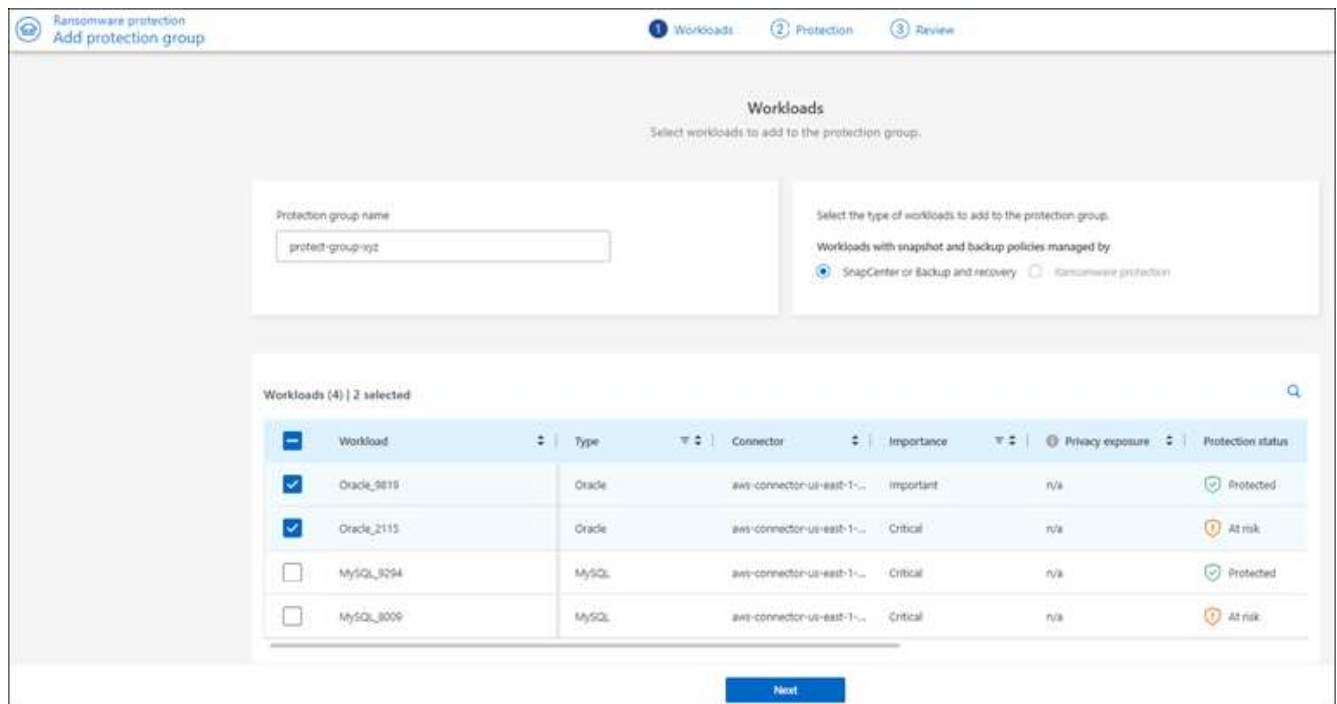 Ransomware protection
Add protection group
1 Workloads 2 Protection 3 Review
Workloads
Select workloads to add to the protection group.
Protection group name
protect-group-xyz
Select the type of workloads to add to the protection group.
Workloads with snapshot and backup policies managed by
SnapCenter or Backup and recovery Ransomware protection
Workloads (4) | 2 selected
Workload Type Connector Importance Privacy exposure Protection status
Oracle_9819 Oracle aws-connector-us-east-1-... Important n/a Protected
Oracle_2115 Oracle aws-connector-us-east-1-... Critical n/a At risk
MySQL_9294 MySQL aws-connector-us-east-1-... Critical n/a Protected
MySQL_8009 MySQL aws-connector-us-east-1-... Critical n/a At risk
Next